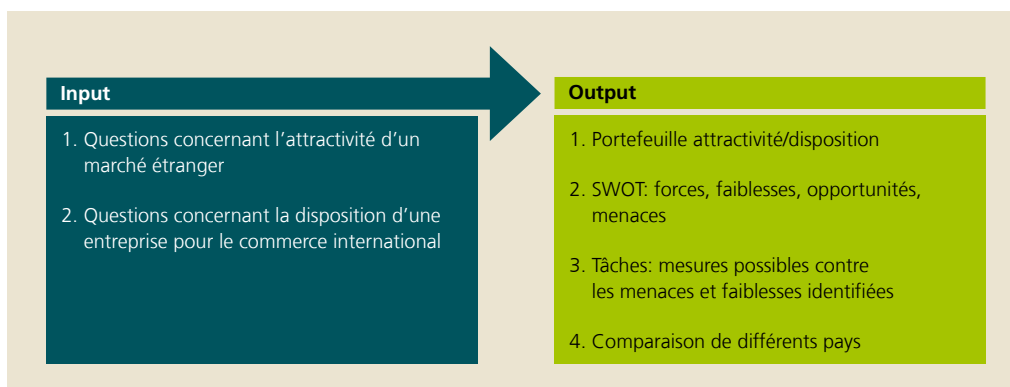 Input
1. Questions concernant l'attractivité d'un
marché étranger
2. Questions concernant la disposition d'une
entreprise pour le commerce international
Output
1. Portefeuille attractivité/disposition
2. SWOT: forces, faiblesses, opportunités,
menaces
3. Tâches: mesures possibles contre
les menaces et faiblesses identifiées
4. Comparaison de différents pays